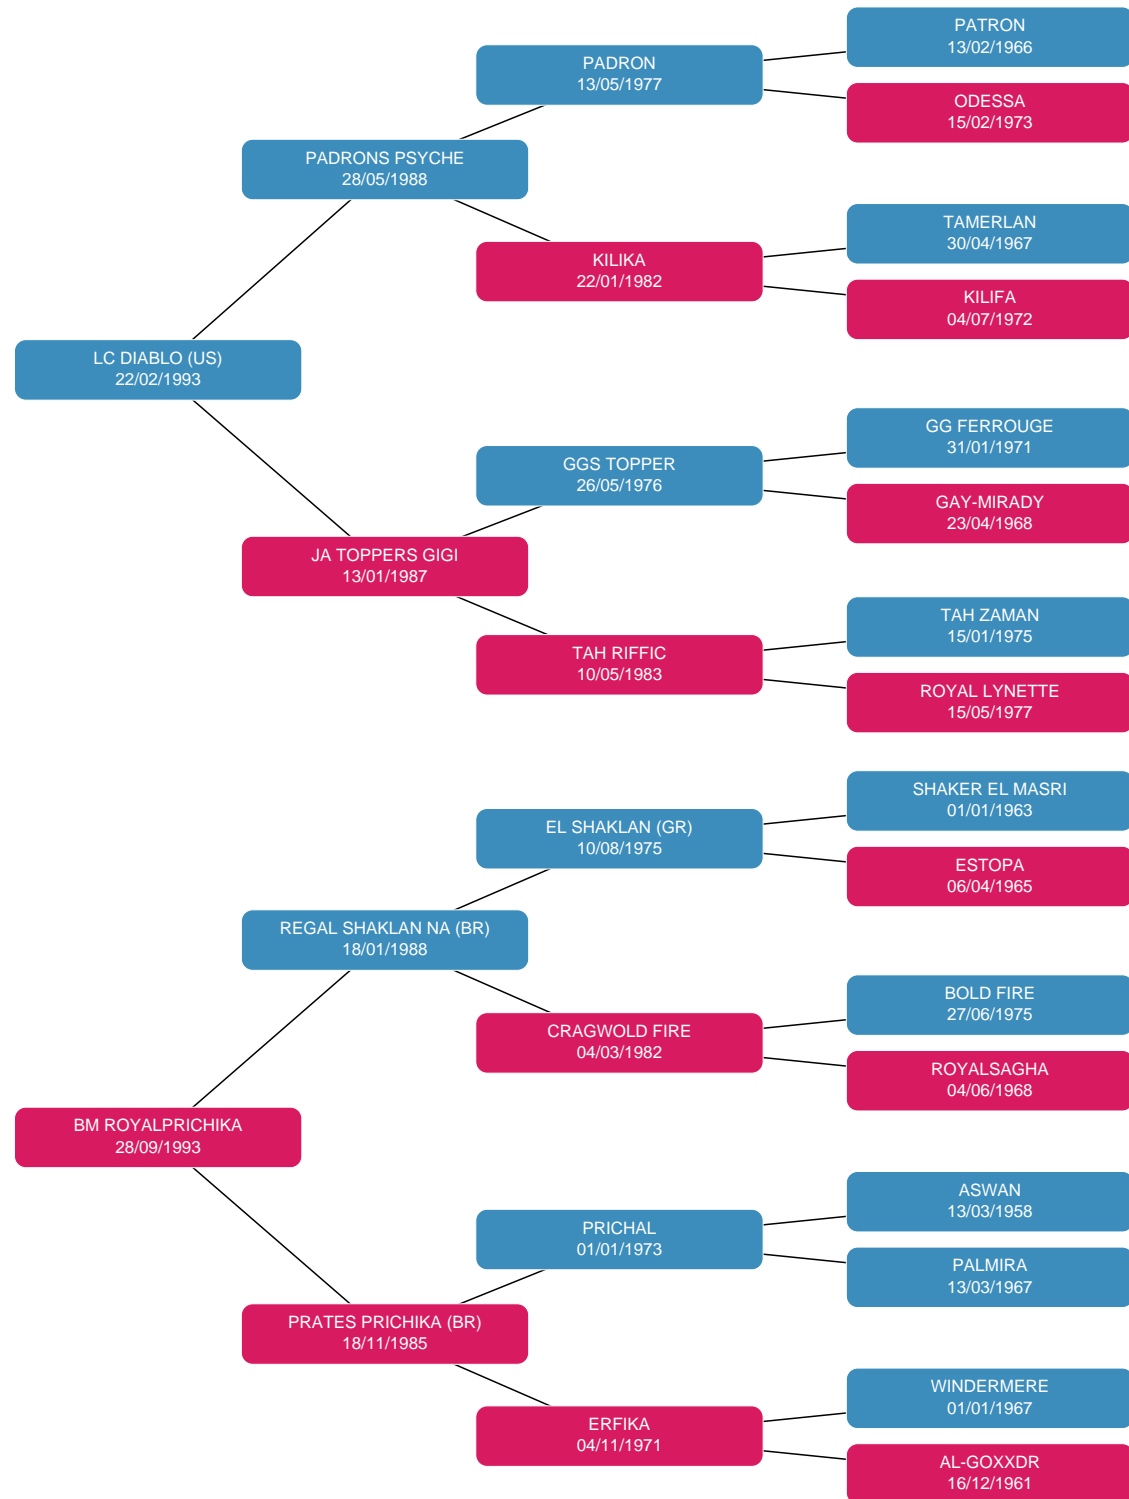 PATRON
13/02/1966
PADRON
13/05/1977
ODESSA
15/02/1973
PADRONS PSYCHE
28/05/1988
TAMERLAN
30/04/1967
KILIKA
22/01/1982
KILIFA
04/07/1972
LC DIABLO (US)
22/02/1993
GG FERROUGE
31/01/1971
GGS TOPPER
26/05/1976
GAY-MIRADY
23/04/1968
JA TOPPERS GIGI
13/01/1987
TAH ZAMAN
15/01/1975
TAH RIFFIC
10/05/1983
ROYAL LYNETTE
15/05/1977
SHAKER EL MASRI
01/01/1963
EL SHAKLAN (GR)
10/08/1975
ESTOPA
06/04/1965
REGAL SHAKLAN NA (BR)
18/01/1988
BOLD FIRE
27/06/1975
CRAGWOLD FIRE
04/03/1982
ROYALSAGHA
04/06/1968
BM ROYALPRICHIKA
28/09/1993
ASWAN
13/03/1958
PRICHAL
01/01/1973
PALMIRA
13/03/1967
PRATES PRICHIKA (BR)
18/11/1985
WINDERMERE
01/01/1967
ERFIKA
04/11/1971
AL-GOXXDR
16/12/1961